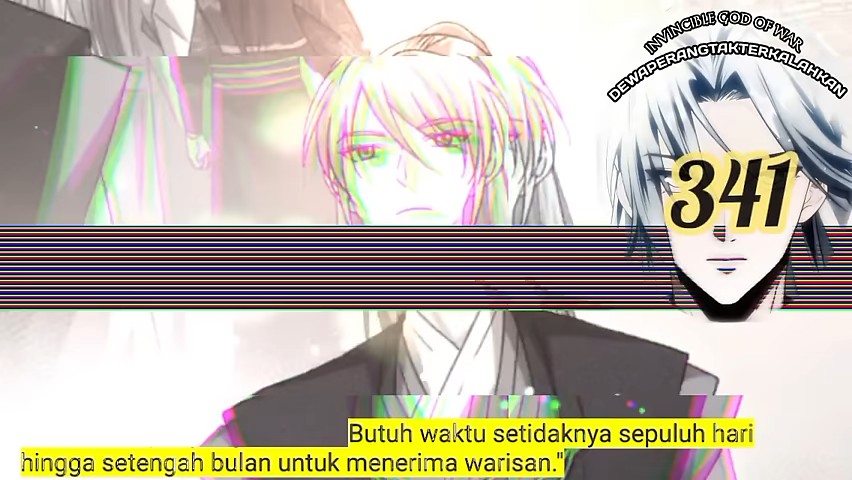 INVINCIBLE GOD OF WAR
DEWAPERANGTAKTERKALAHKAN
341
Butuh waktu setidaknya sepuluh hari
hingga setengah bulan untuk menerima warisan."